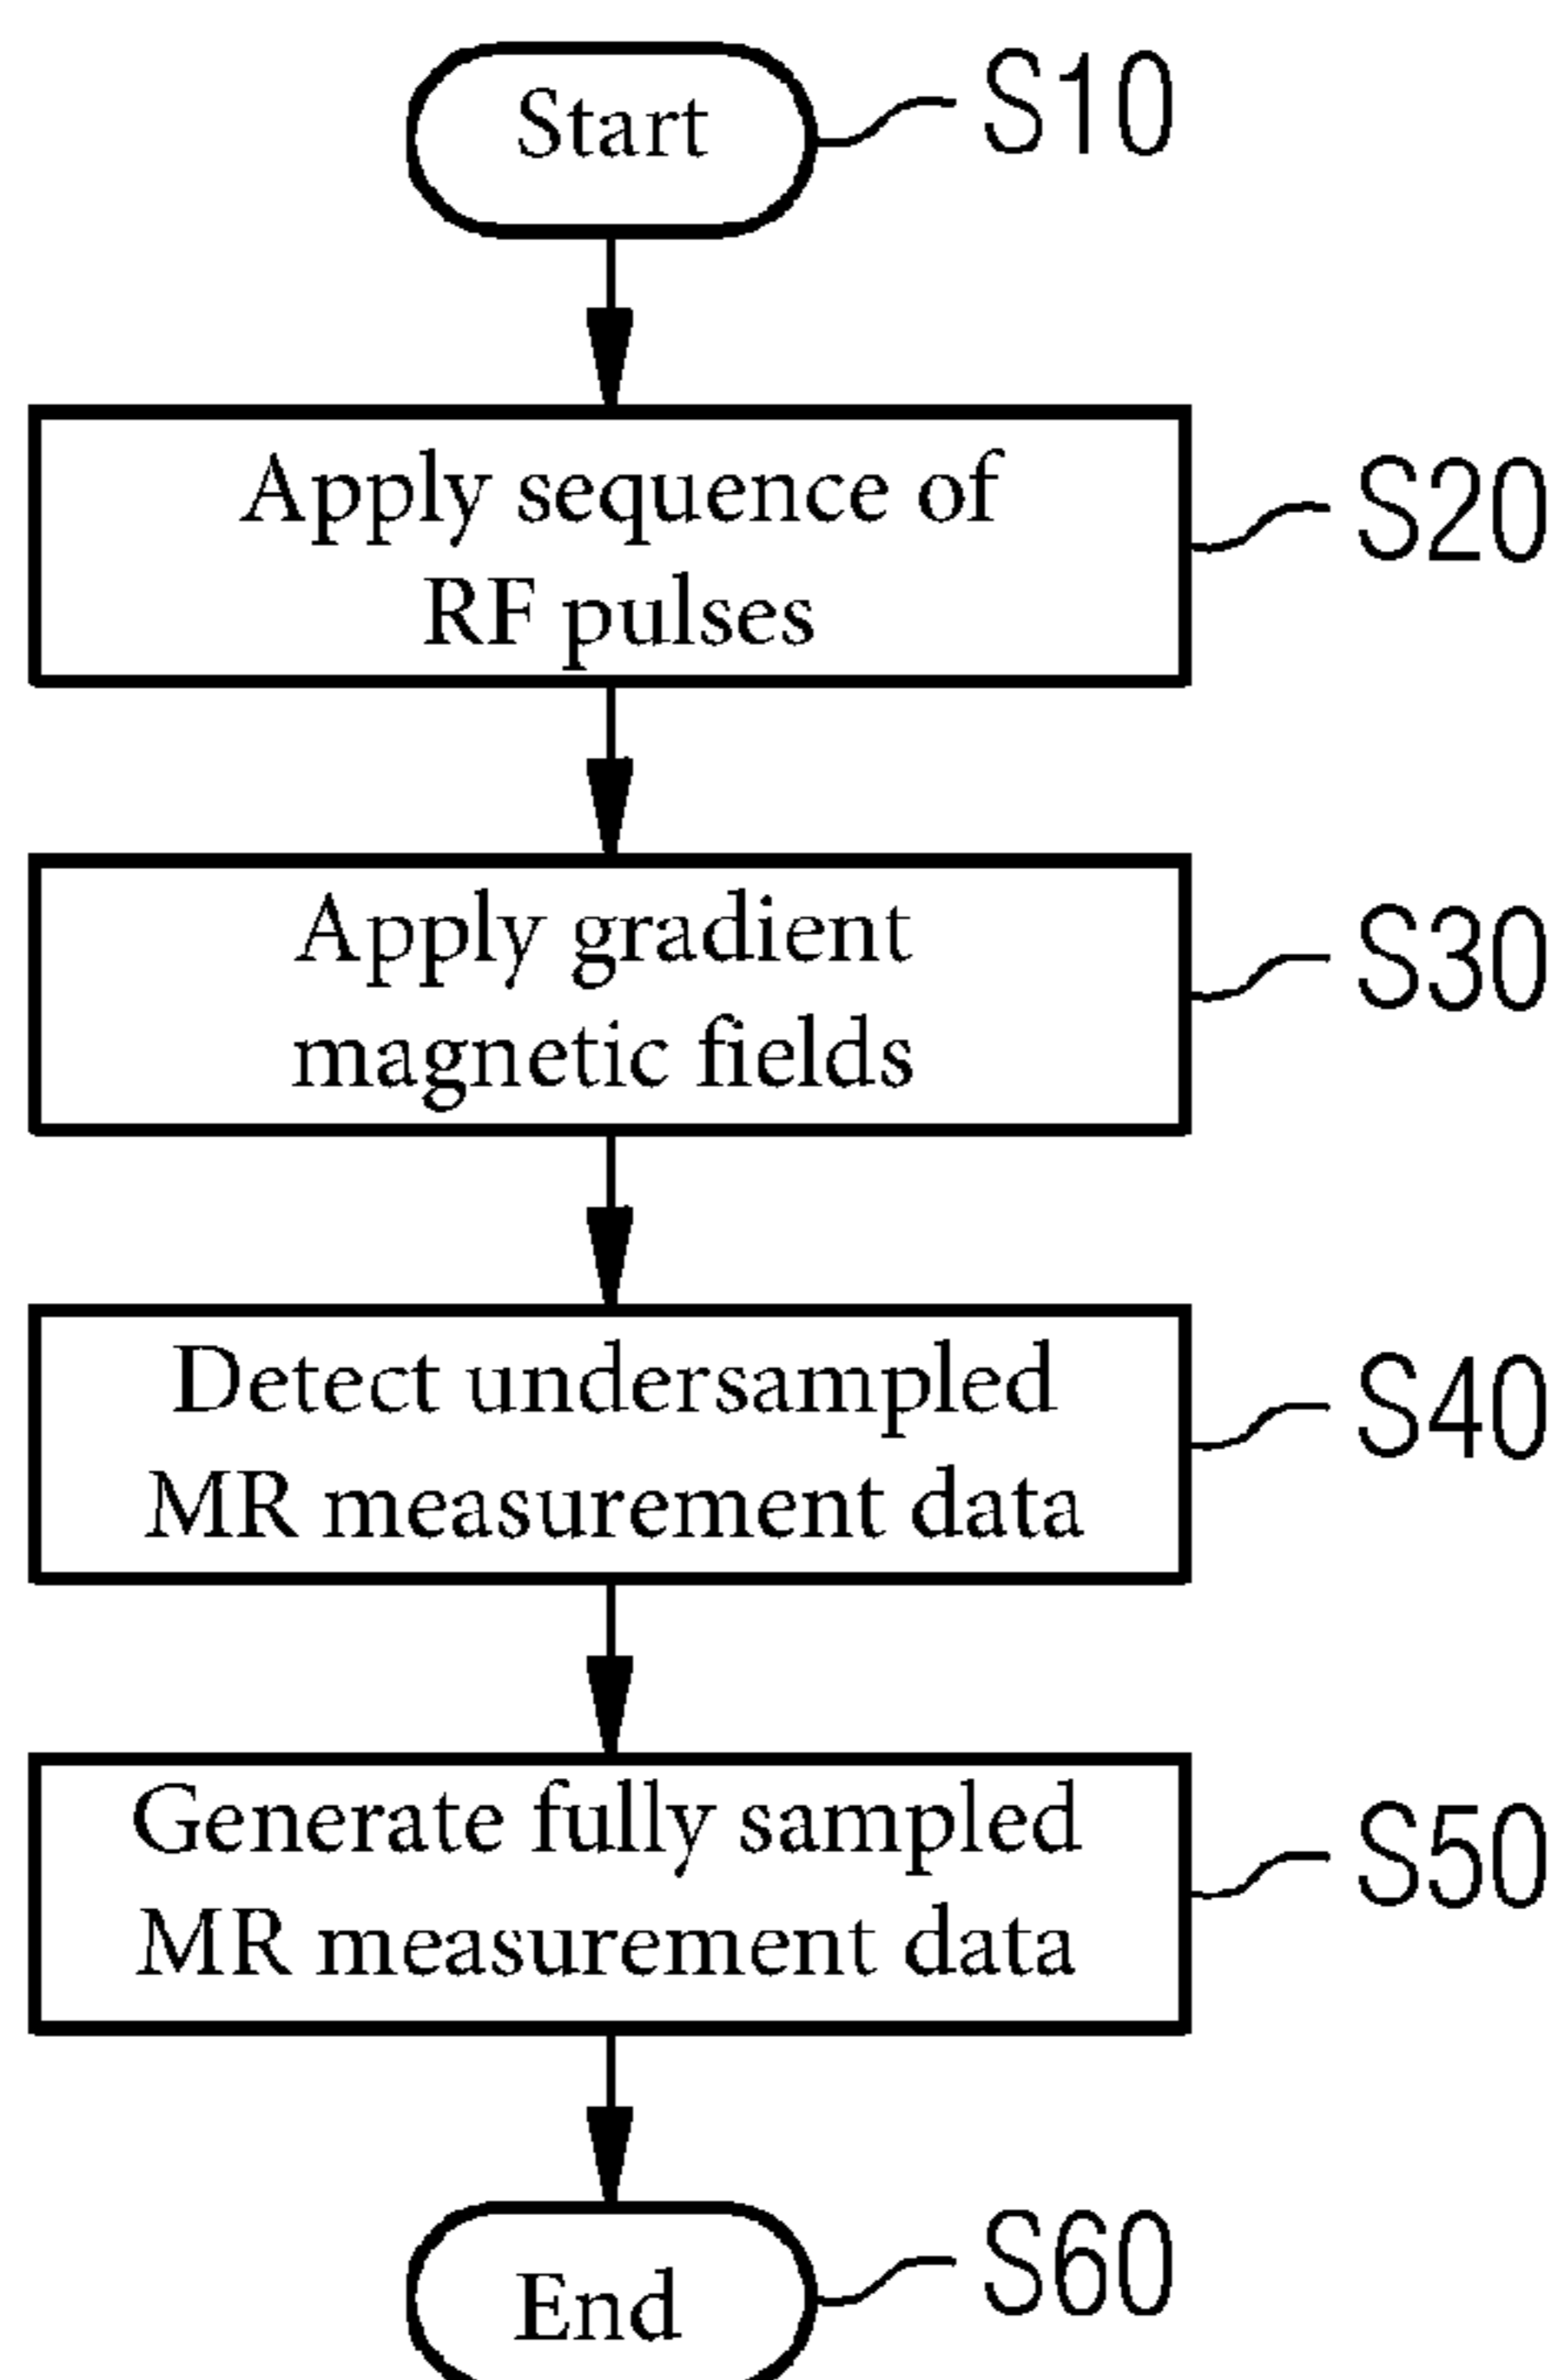 Start
S10
Apply sequence of
RF pulses
S20
Apply gradient
magnetic fields
S30
Detect undersampled
MR measurement data
S40
Generate fully sampled
MR measurement data
S50
End
S60